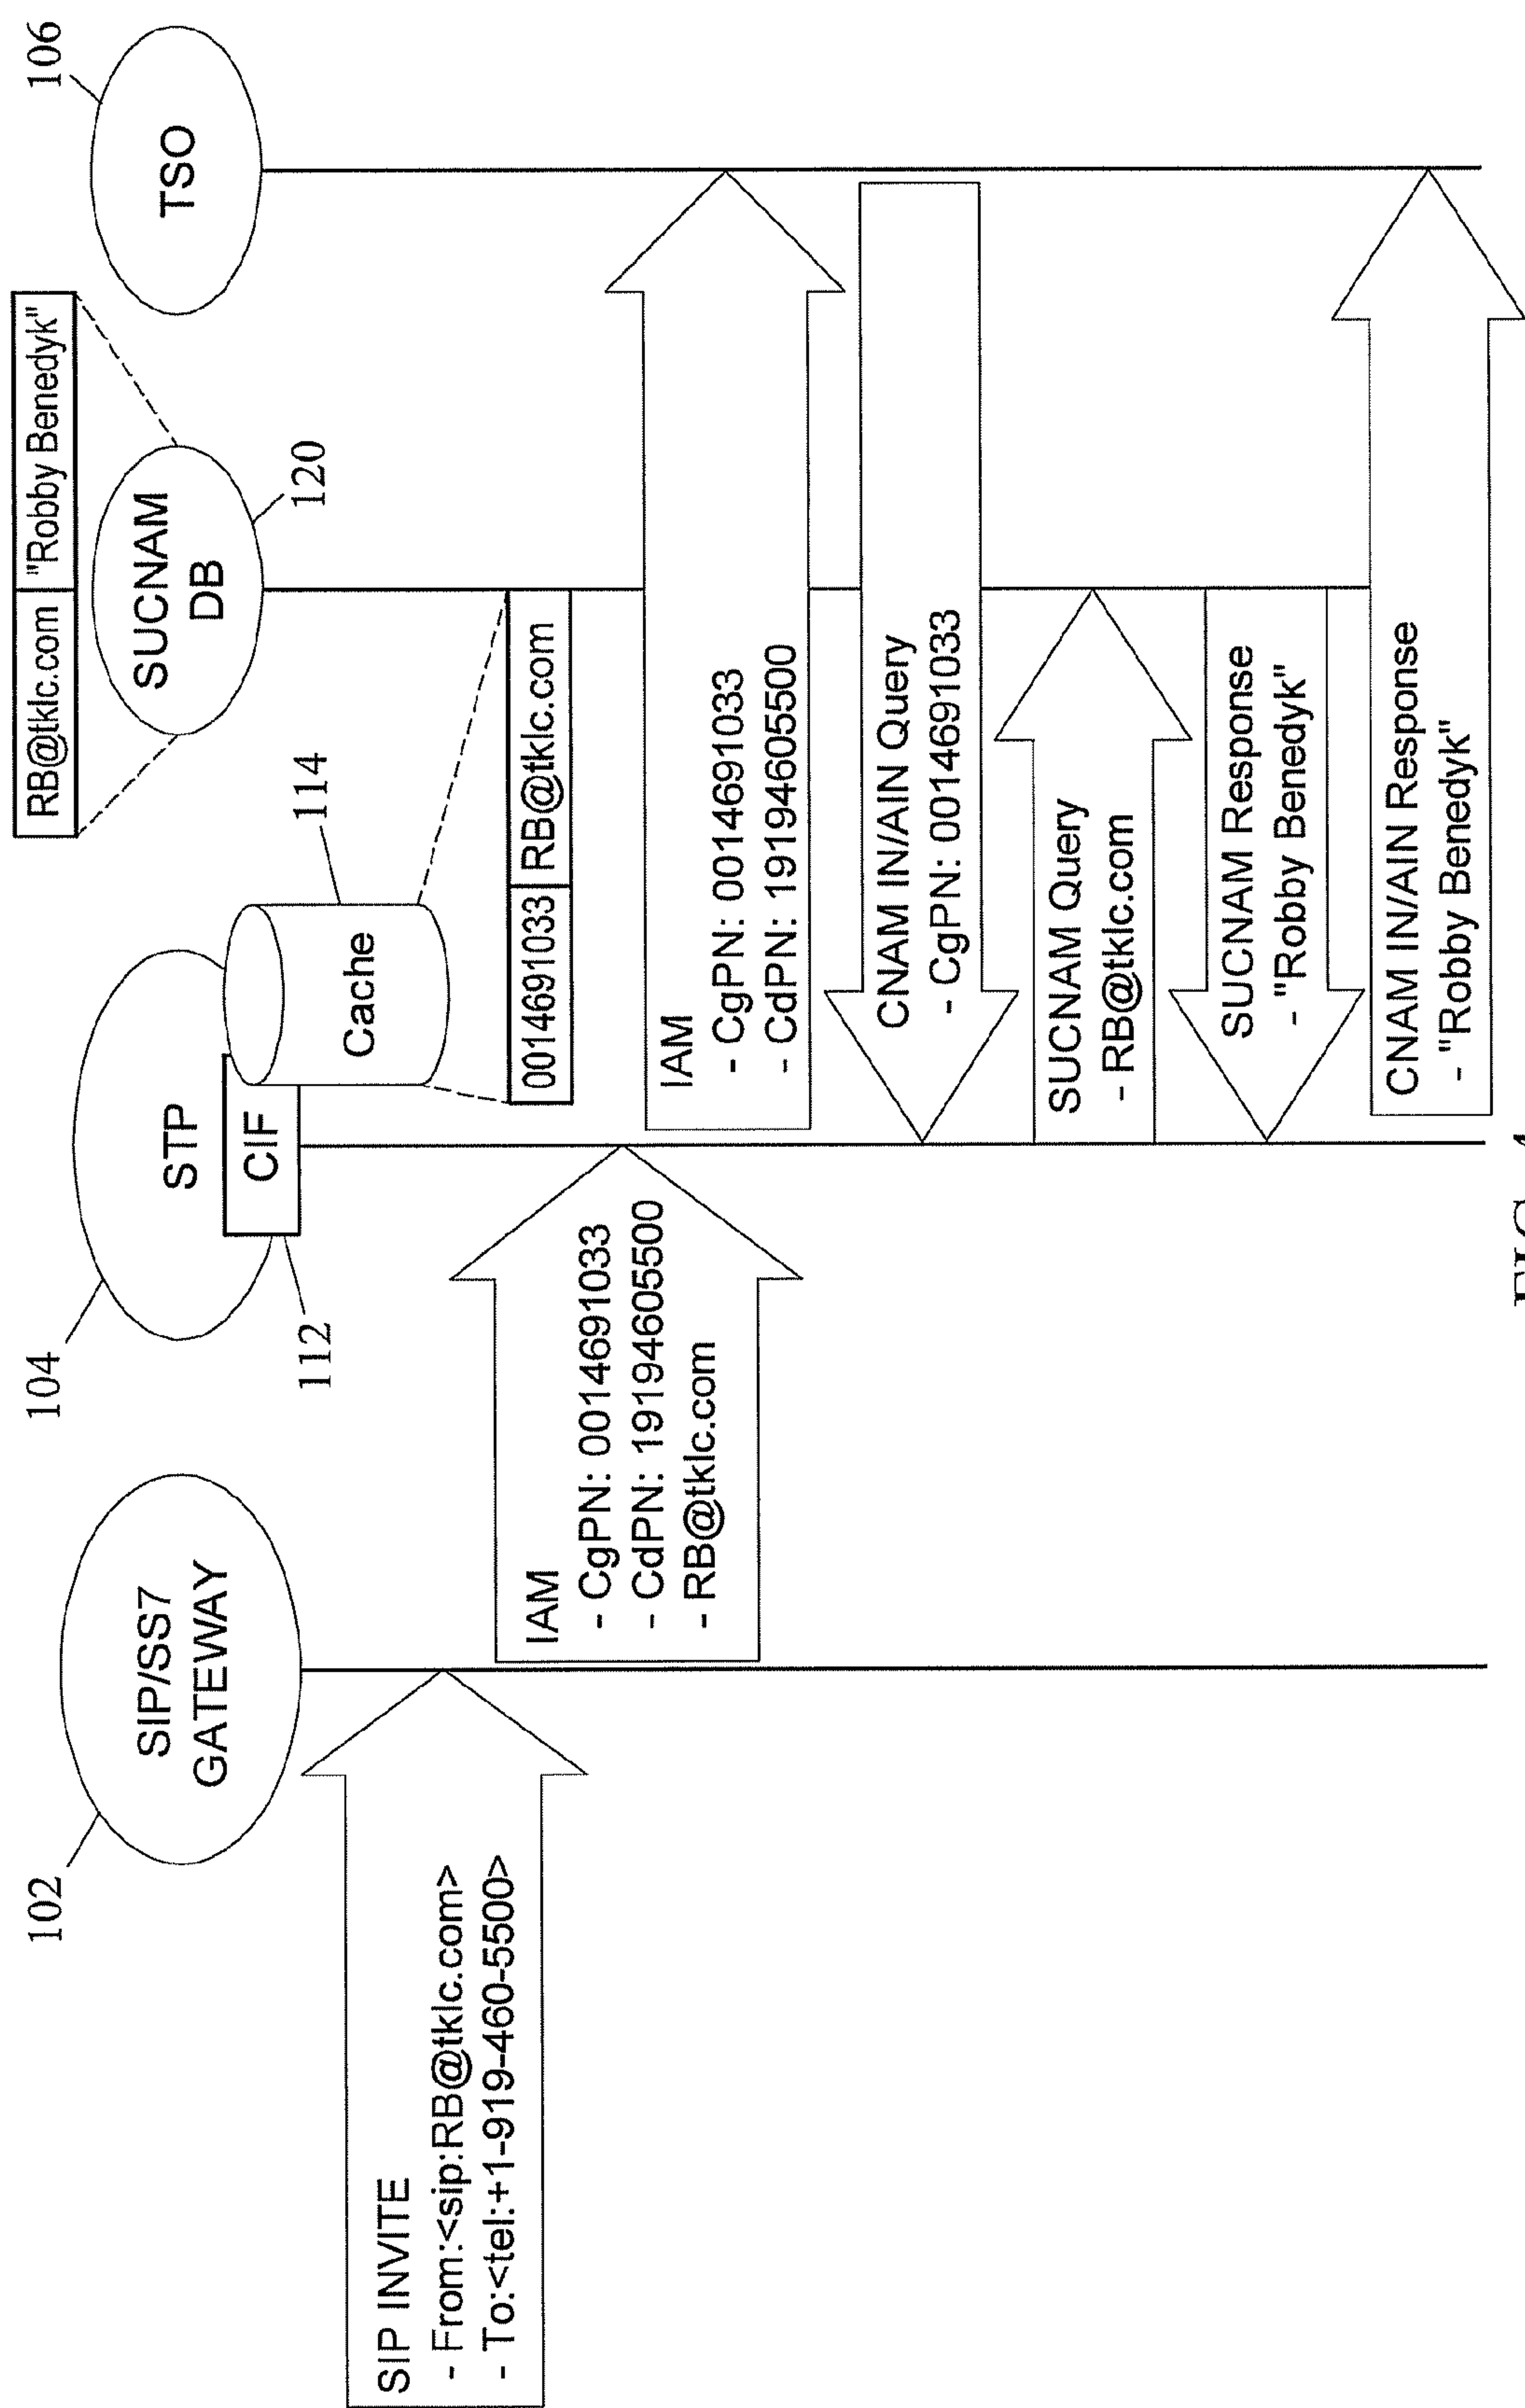 102
SIP/SS7
GATEWAY
104
STP
CIF
112
Cache
114
RB@tklc.com "Robby Benedyk"
SUCNAM
DB
120
TSO
106
0014691033 RB@tklc.com
SIP INVITE
- From:<sip:RB@tklc.com>
- To:<tel:+1-919-460-5500>
IAM
- CgPN: 0014691033
- CdPN: 19194605500
- RB@tklc.com
IAM
- CgPN: 0014691033
- CdPN: 19194605500
CNAM IN/AIN Query
- CgPN: 0014691033
SUCNAM Query
- RB@tklc.com
SUCNAM Response
- "Robby Benedyk"
CNAM IN/AIN Response
- "Robby Benedyk"